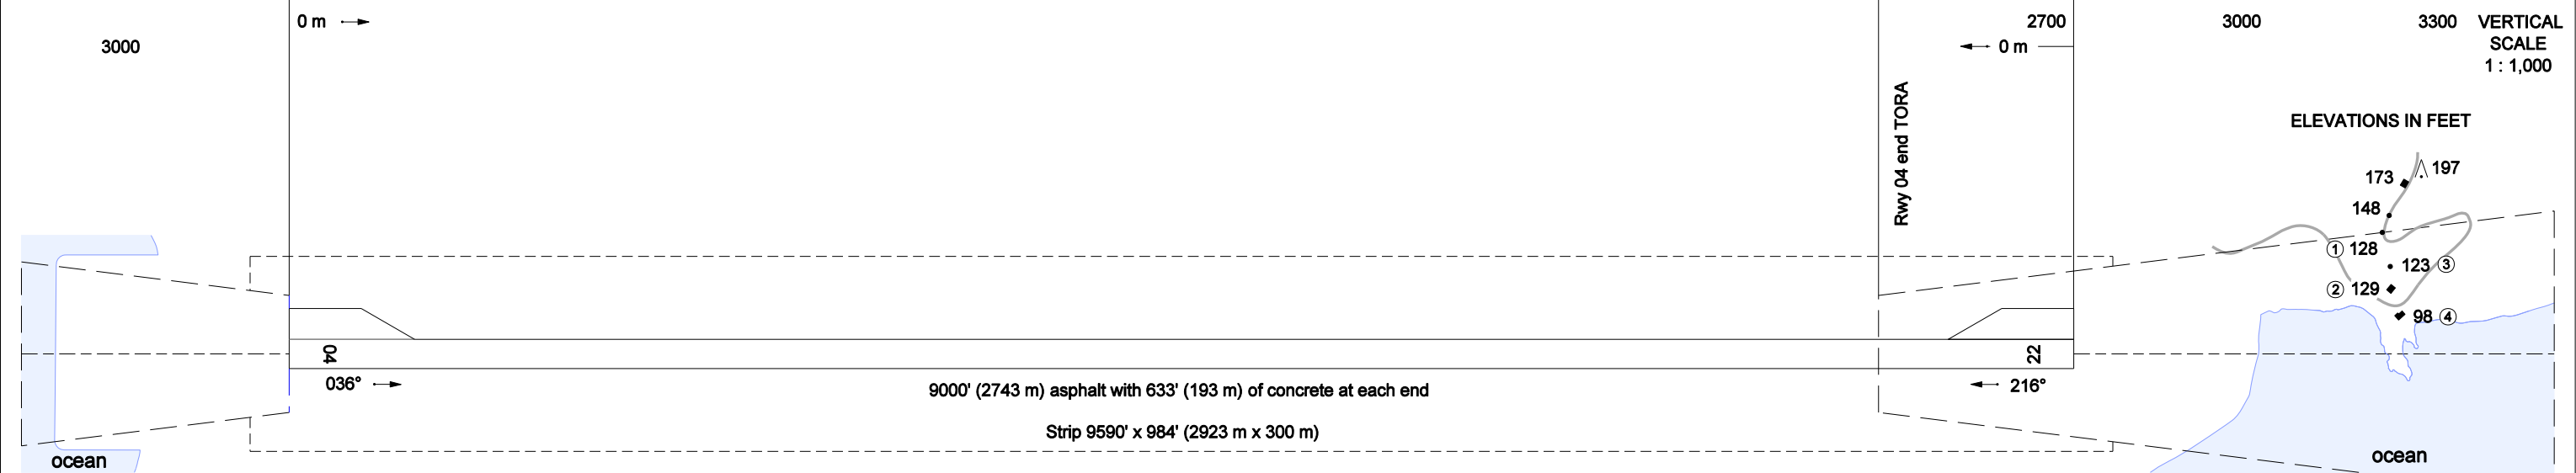 0 m
2700
3000
3300
VERTICAL
SCALE
1 : 1,000
3000
0 m
Rwy 04 end TORA
ELEVATIONS IN FEET
197
173
148
1 128
123 3
2 129
98 4
04
22
036°
216°
9000' (2743 m) asphalt with 633' (193 m) of concrete at each end
Strip 9590' x 984' (2923 m x 300 m)
ocean
ocean